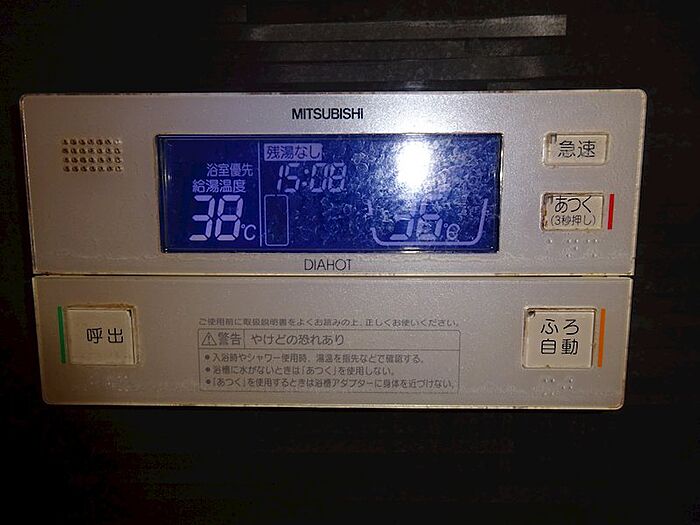 MITSUBISHI
残湯なし
浴室優先
給湯温度
15:08
38℃
38℃
急速
あつく
(3秒押し)
DIAHOT
呼出
ご使用前に取扱説明書をよくお読みの上、正しくお使いください。
警告 やけどの恐れあり
●入浴時やシャワー使用時、湯温を指先などで確認する。
●浴槽に水がないときは「あつく」を使用しない。
●「あつく」を使用するときは浴槽アダプターに身体を近づけない。
ふろ
自動